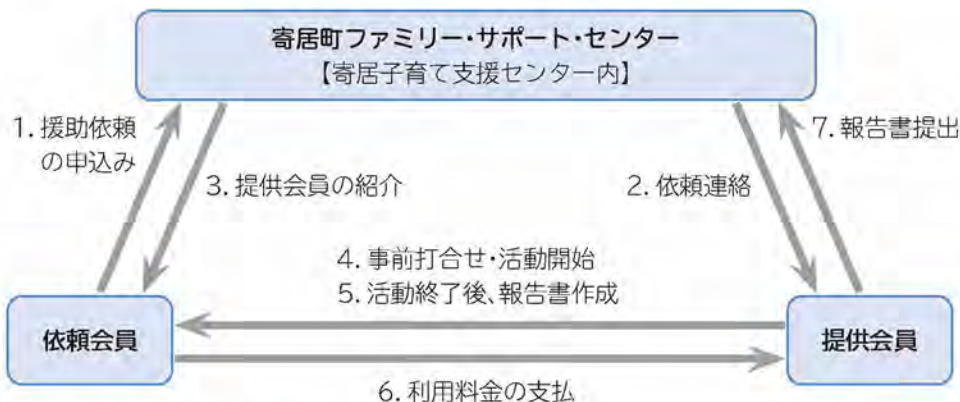 寄居町ファミリー・サポート・センター
【寄居子育て支援センター内】
1. 援助依頼
の申込み
7. 報告書提出
3. 提供会員の紹介
2. 依頼連絡
4. 事前打合せ・活動開始
5. 活動終了後、報告書作成
依頼会員
提供会員
6. 利用料金の支払